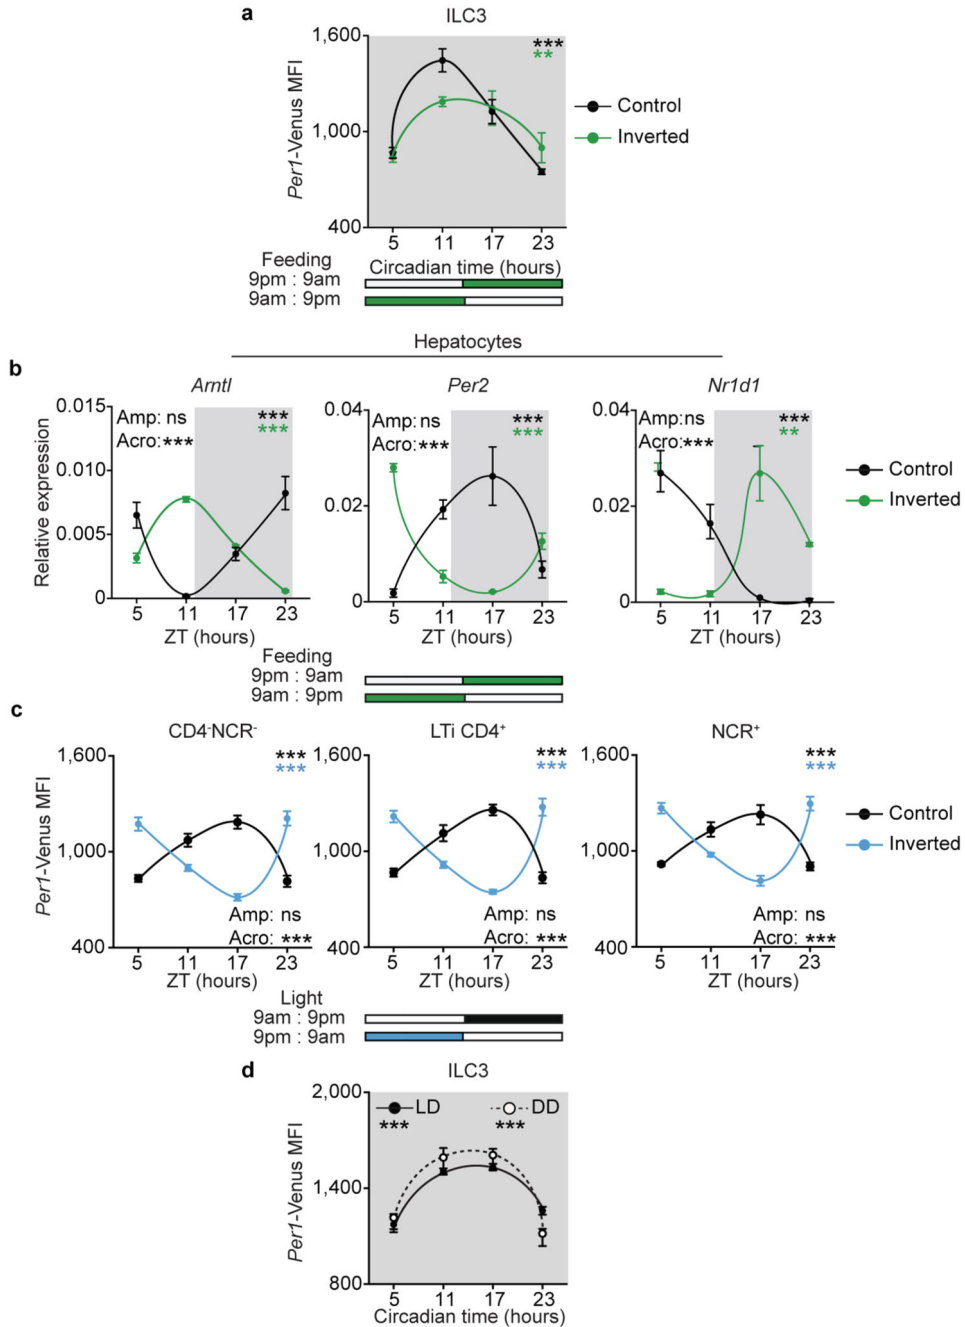 a
ILC3
1,600
1,000
400
Per1-Venus MFI
***
**
Control
Inverted
5 11 17 23
Circadian time (hours)
Feeding
9pm : 9am
9am : 9pm
Hepatocytes
b
Arntl
Per2
Nr1d1
Relative expression
0.015
0.010
0.005
0
Amp: ns
Acro:***
***
***
5 11 17 23
ZT (hours)
0.04
0.02
0
Amp: ns
Acro:***
***
***
5 11 17 23
ZT (hours)
0.04
0.02
0
Amp: ns
Acro:***
***
**
5 11 17 23
ZT (hours)
Control
Inverted
Feeding
9pm : 9am
9am : 9pm
c
CD4-NCR-
LTi CD4+
NCR+
Per1-Venus MFI
1,600
1,000
400
***
***
Amp: ns
Acro: ***
5 11 17 23
ZT (hours)
1,600
1,000
400
***
***
Amp: ns
Acro: ***
5 11 17 23
ZT (hours)
1,600
1,000
400
***
***
Amp: ns
Acro: ***
5 11 17 23
ZT (hours)
Control
Inverted
Light
9am : 9pm
9pm : 9am
d
ILC3
2,000
1,400
800
Per1-Venus MFI
LD
DD
***
***
5 11 17 23
Circadian time (hours)